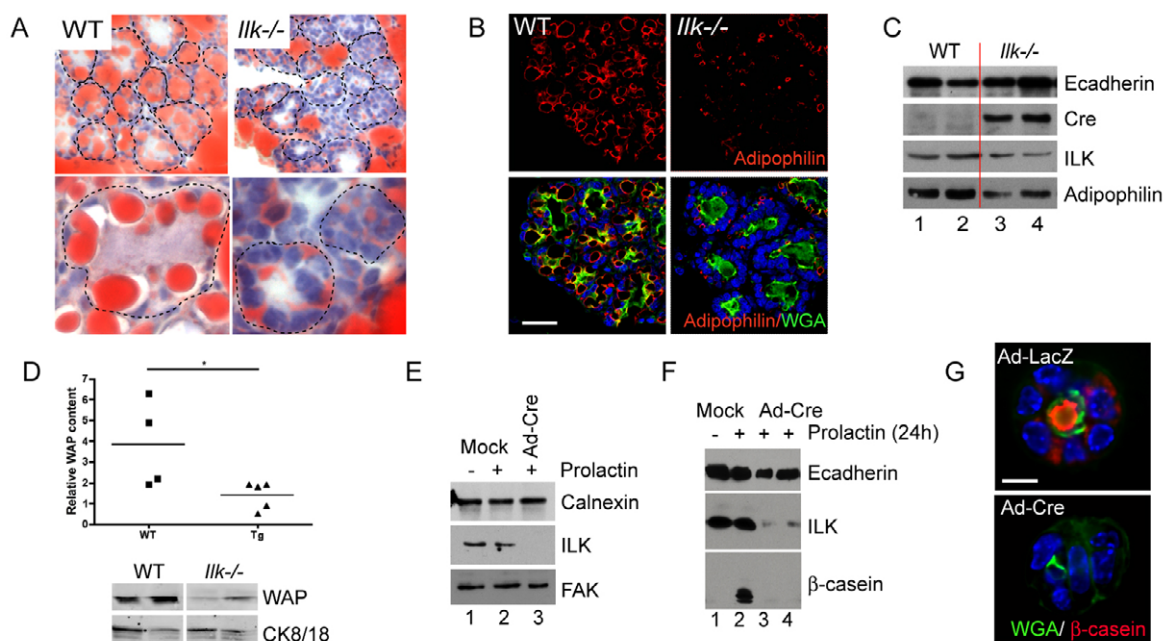 A
WT
Ilk-/-
B
WT
Ilk-/-
Adipophilin
Adipophilin/WGA
C
WT
Ilk-/-
Ecadherin
Cre
ILK
Adipophilin
1 2 3 4
D
*
Relative WAP content
7
6
5
4
3
2
1
0
WT
Tg
WT
Ilk-/-
WAP
CK8/18
E
Mock
Ad-Cre
- + +
Prolactin
Calnexin
ILK
FAK
1 2 3
F
Mock Ad-Cre
- + + +
Prolactin (24h)
Ecadherin
ILK
β-casein
1 2 3 4
G
Ad-LacZ
Ad-Cre
WGA/ β-casein